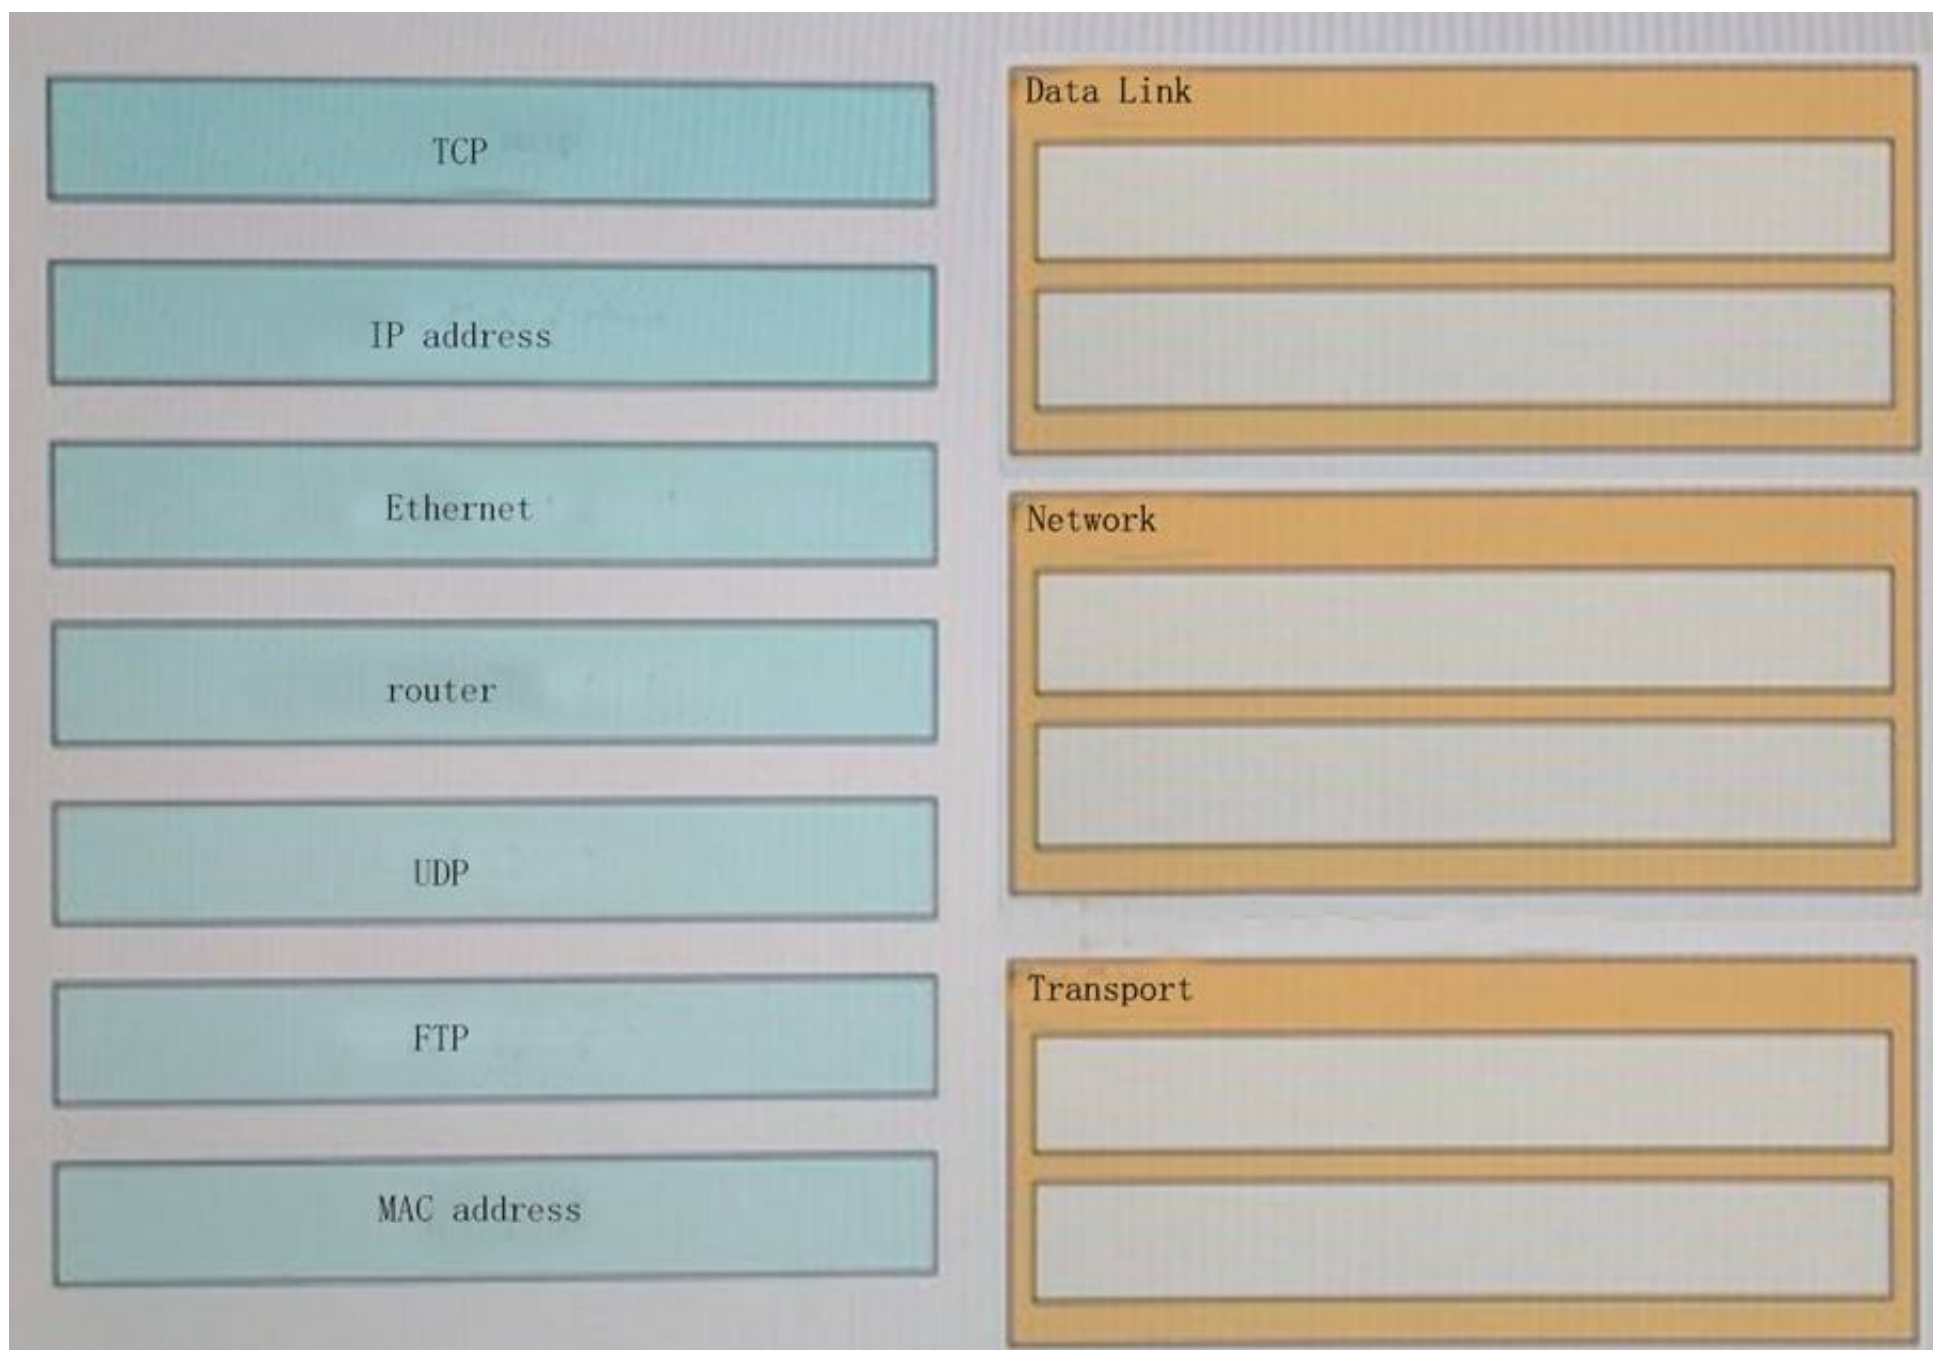 TCP
IP address
Ethernet
router
UDP
FTP
MAC address
Data Link
Network
Transport